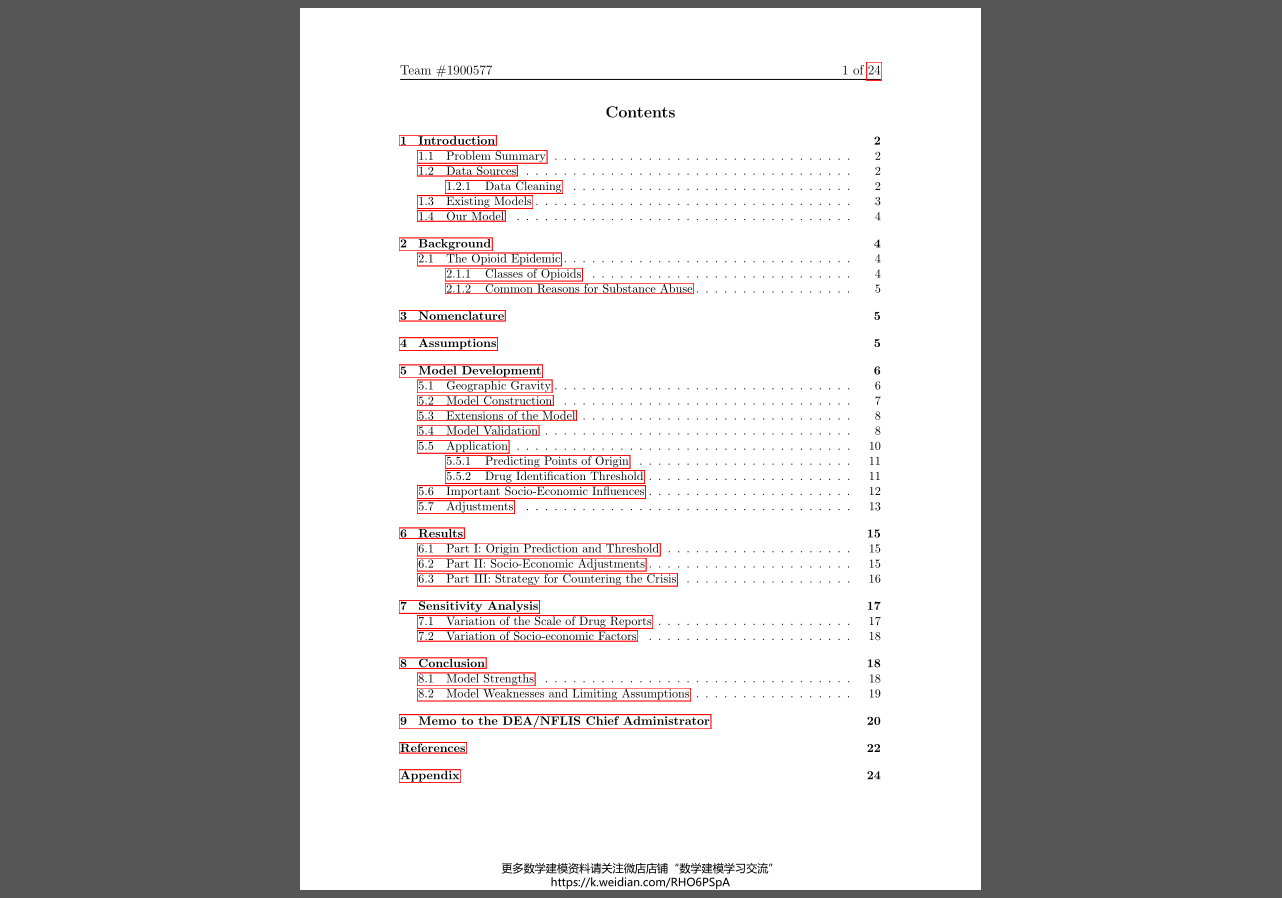 Team #1900577 1 of 24
Contents
1 Introduction 2
1.1 Problem Summary . . . . . . . . . . . . . . . . . . . . . . . . . . . . . . . . 2
1.2 Data Sources . . . . . . . . . . . . . . . . . . . . . . . . . . . . . . . . . . . 2
1.2.1 Data Cleaning . . . . . . . . . . . . . . . . . . . . . . . . . . . . . . 2
1.3 Existing Models . . . . . . . . . . . . . . . . . . . . . . . . . . . . . . . . . . 3
1.4 Our Model . . . . . . . . . . . . . . . . . . . . . . . . . . . . . . . . . . . . 4
2 Background 4
2.1 The Opioid Epidemic . . . . . . . . . . . . . . . . . . . . . . . . . . . . . . . 4
2.1.1 Classes of Opioids . . . . . . . . . . . . . . . . . . . . . . . . . . . . 4
2.1.2 Common Reasons for Substance Abuse . . . . . . . . . . . . . . . . . 5
3 Nomenclature 5
4 Assumptions 5
5 Model Development 6
5.1 Geographic Gravity . . . . . . . . . . . . . . . . . . . . . . . . . . . . . . . . 6
5.2 Model Construction . . . . . . . . . . . . . . . . . . . . . . . . . . . . . . . 7
5.3 Extensions of the Model . . . . . . . . . . . . . . . . . . . . . . . . . . . . . 8
5.4 Model Validation . . . . . . . . . . . . . . . . . . . . . . . . . . . . . . . . . 8
5.5 Application . . . . . . . . . . . . . . . . . . . . . . . . . . . . . . . . . . . . 10
5.5.1 Predicting Points of Origin . . . . . . . . . . . . . . . . . . . . . . . 11
5.5.2 Drug Identification Threshold . . . . . . . . . . . . . . . . . . . . . . 11
5.6 Important Socio-Economic Influences . . . . . . . . . . . . . . . . . . . . . . 12
5.7 Adjustments . . . . . . . . . . . . . . . . . . . . . . . . . . . . . . . . . . . 13
6 Results 15
6.1 Part I: Origin Prediction and Threshold . . . . . . . . . . . . . . . . . . . . 15
6.2 Part II: Socio-Economic Adjustments . . . . . . . . . . . . . . . . . . . . . . 15
6.3 Part III: Strategy for Countering the Crisis . . . . . . . . . . . . . . . . . . 16
7 Sensitivity Analysis 17
7.1 Variation of the Scale of Drug Reports . . . . . . . . . . . . . . . . . . . . . 17
7.2 Variation of Socio-economic Factors . . . . . . . . . . . . . . . . . . . . . . 18
8 Conclusion 18
8.1 Model Strengths . . . . . . . . . . . . . . . . . . . . . . . . . . . . . . . . . 18
8.2 Model Weaknesses and Limiting Assumptions . . . . . . . . . . . . . . . . . 19
9 Memo to the DEA/NFLIS Chief Administrator 20
References 22
Appendix 24
更多数学建模资料请关注微店店铺“数学建模学习交流”
https://k.weidian.com/RHO6PSpA